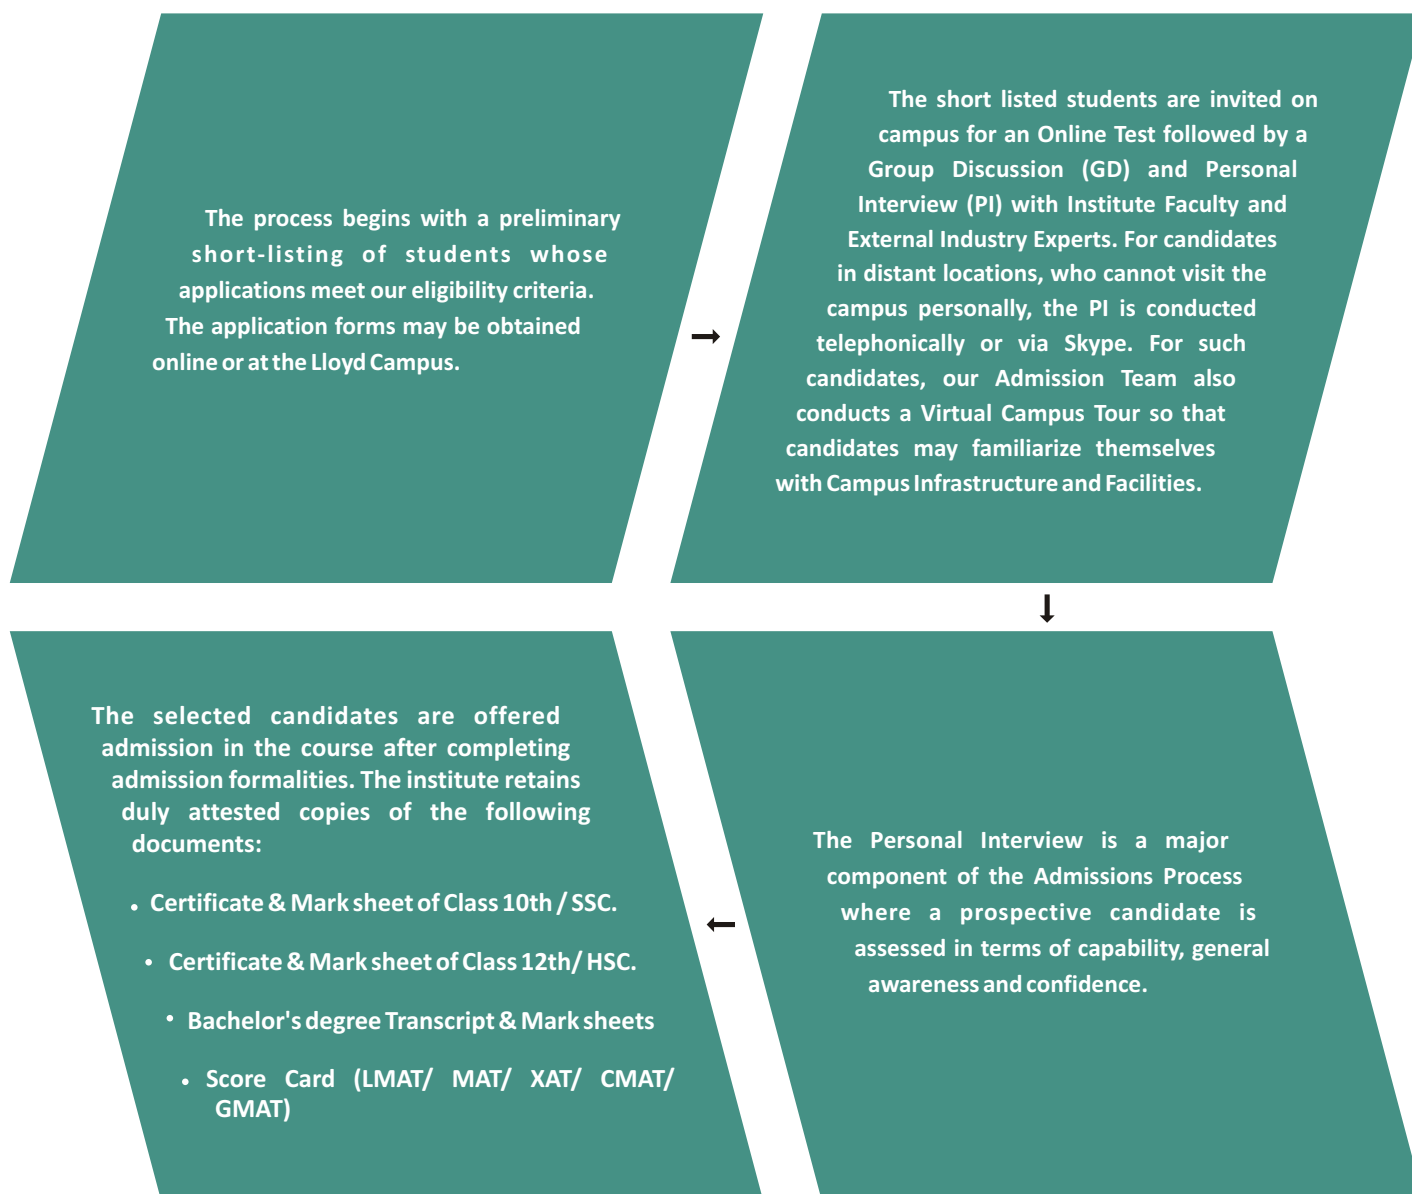 The process begins with a preliminary
short-listing of students whose
applications meet our eligibility criteria.
The application forms may be obtained
online or at the Lloyd Campus.
The short listed students are invited on
campus for an Online Test followed by a
Group Discussion (GD) and Personal
Interview (PI) with Institute Faculty and
External Industry Experts. For candidates
in distant locations, who cannot visit the
campus personally, the PI is conducted
telephonically or via Skype. For such
candidates, our Admission Team also
conducts a Virtual Campus Tour so that
candidates may familiarize themselves
with Campus Infrastructure and Facilities.
The Personal Interview is a major
component of the Admissions Process
where a prospective candidate is
assessed in terms of capability, general
awareness and confidence.
The selected candidates are offered
admission in the course after completing
admission formalities. The institute retains
duly attested copies of the following
documents:
• Certificate & Mark sheet of Class 10th / SSC.
• Certificate & Mark sheet of Class 12th/ HSC.
• Bachelor's degree Transcript & Mark sheets
• Score Card (LMAT/ MAT/ XAT/ CMAT/
GMAT)